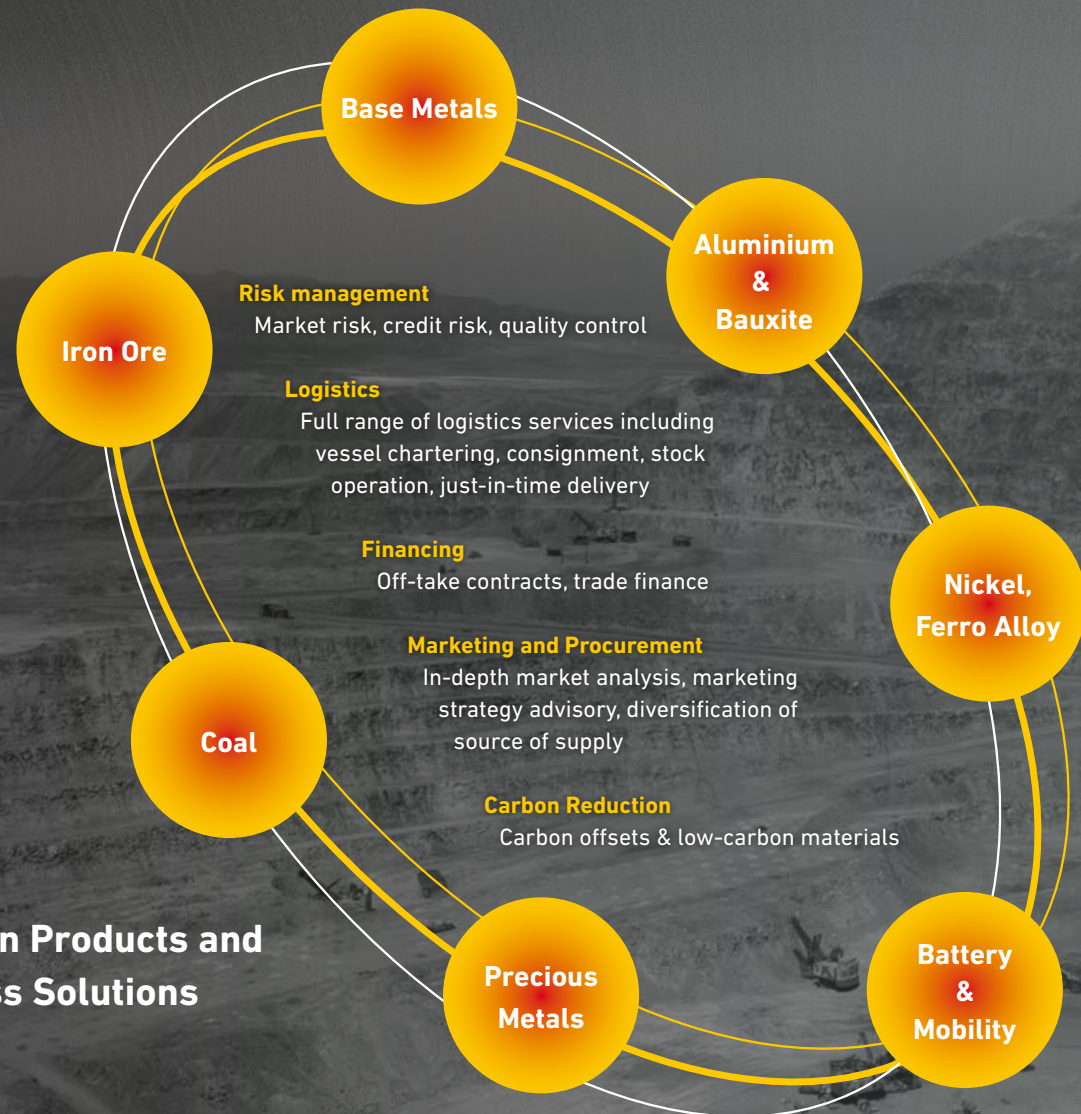 Base Metals
Aluminium
&
Bauxite
Iron Ore
Risk management
Market risk, credit risk, quality control
Logistics
Full range of logistics services including
vessel chartering, consignment, stock
operation, just-in-time delivery
Financing
Off-take contracts, trade finance
Nickel,
Ferro Alloy
Marketing and Procurement
In-depth market analysis, marketing
strategy advisory, diversification of
source of supply
Coal
Carbon Reduction
Carbon offsets & low-carbon materials
Products and
Solutions
Precious
Metals
Battery
&
Mobility